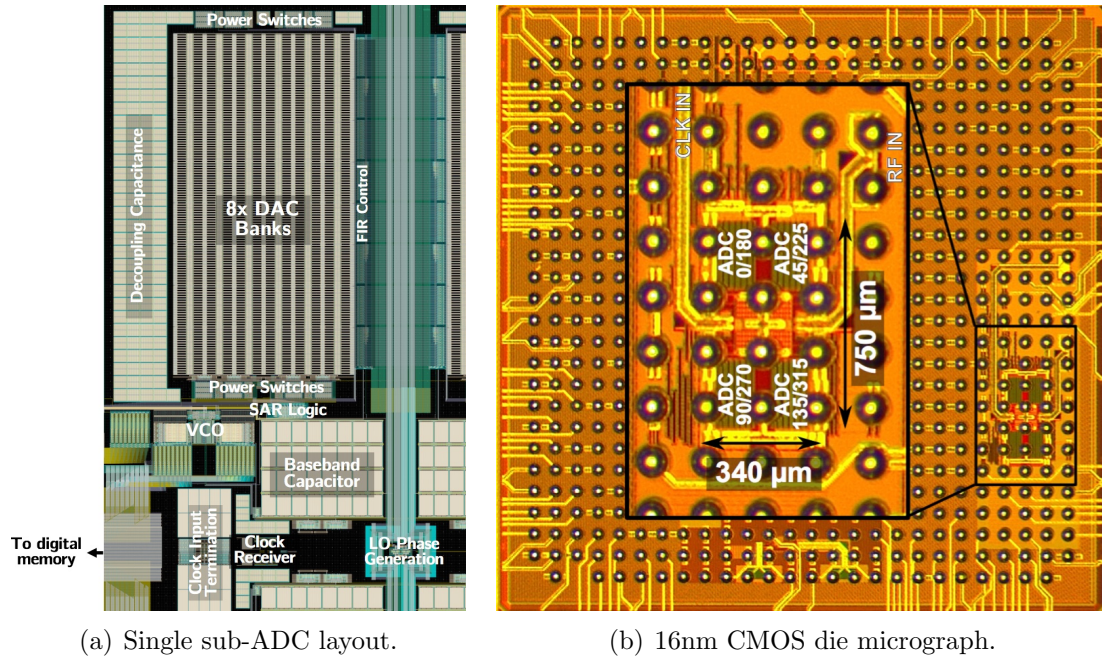 Power Switches
Decoupling Capacitance
8x DAC
Banks
FIR Control
Power Switches
SAR Logic
VCO
Baseband
Capacitor
To digital
memory
Clock Input
Termination
Clock
Receiver
LO Phase
Generation
(a) Single sub-ADC layout.
CLK IN
RF IN
ADC
0/180
ADC
45/225
750 µm
ADC
90/270
ADC
135/315
340 µm
(b) 16nm CMOS die micrograph.